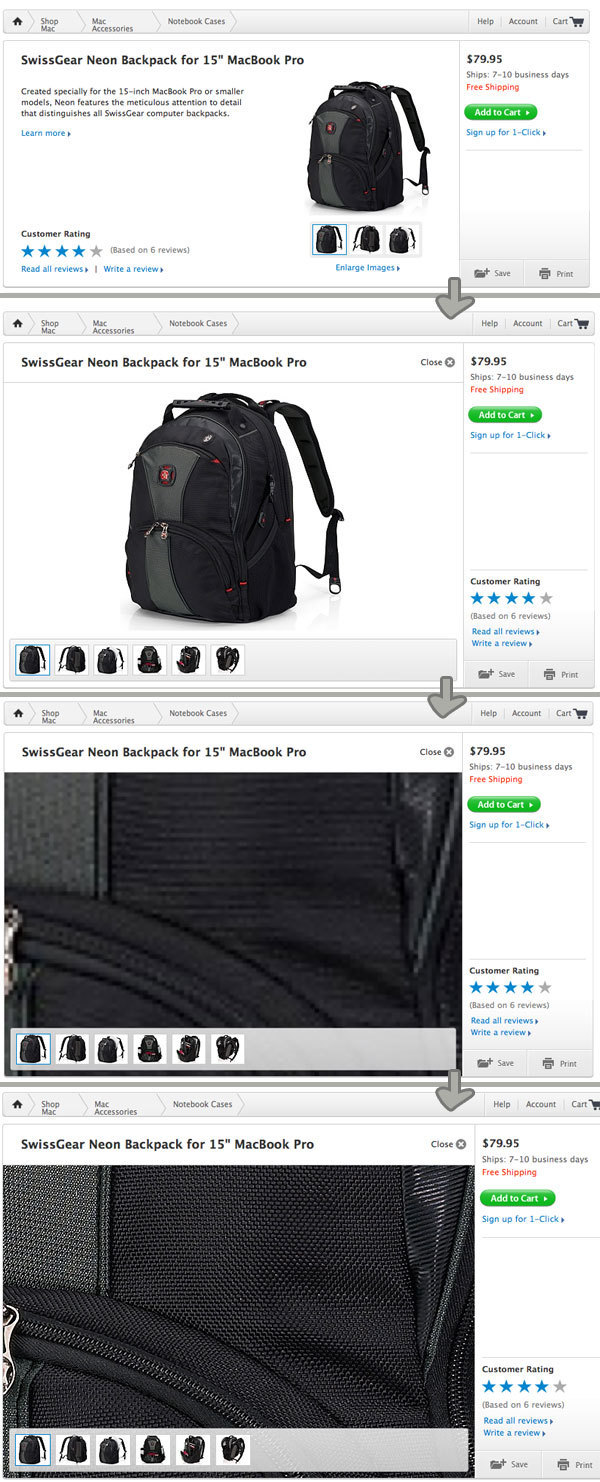 Shop Mac
Mac Accessories
Notebook Cases
Help
Account
Cart
SwissGear Neon Backpack for 15" MacBook Pro
Created specially for the 15-inch MacBook Pro or smaller
models, Neon features the meticulous attention to detail
that distinguishes all SwissGear computer backpacks.
Learn more
Customer Rating
(Based on 6 reviews)
Read all reviews | Write a review
Enlarge Images
$79.95
Ships: 7-10 business days
Free Shipping
Add to Cart
Sign up for 1-Click
Save
Print
Shop Mac
Mac Accessories
Notebook Cases
Help
Account
Cart
SwissGear Neon Backpack for 15" MacBook Pro
Close
$79.95
Ships: 7-10 business days
Free Shipping
Add to Cart
Sign up for 1-Click
Customer Rating
(Based on 6 reviews)
Read all reviews
Write a review
Save
Print
Shop Mac
Mac Accessories
Notebook Cases
Help
Account
Cart
SwissGear Neon Backpack for 15" MacBook Pro
Close
$79.95
Ships: 7-10 business days
Free Shipping
Add to Cart
Sign up for 1-Click
Customer Rating
(Based on 6 reviews)
Read all reviews
Write a review
Save
Print
Shop Mac
Mac Accessories
Notebook Cases
Help
Account
Cart
SwissGear Neon Backpack for 15" MacBook Pro
Close
$79.95
Ships: 7-10 business days
Free Shipping
Add to Cart
Sign up for 1-Click
Customer Rating
(Based on 6 reviews)
Read all reviews
Write a review
Save
Print